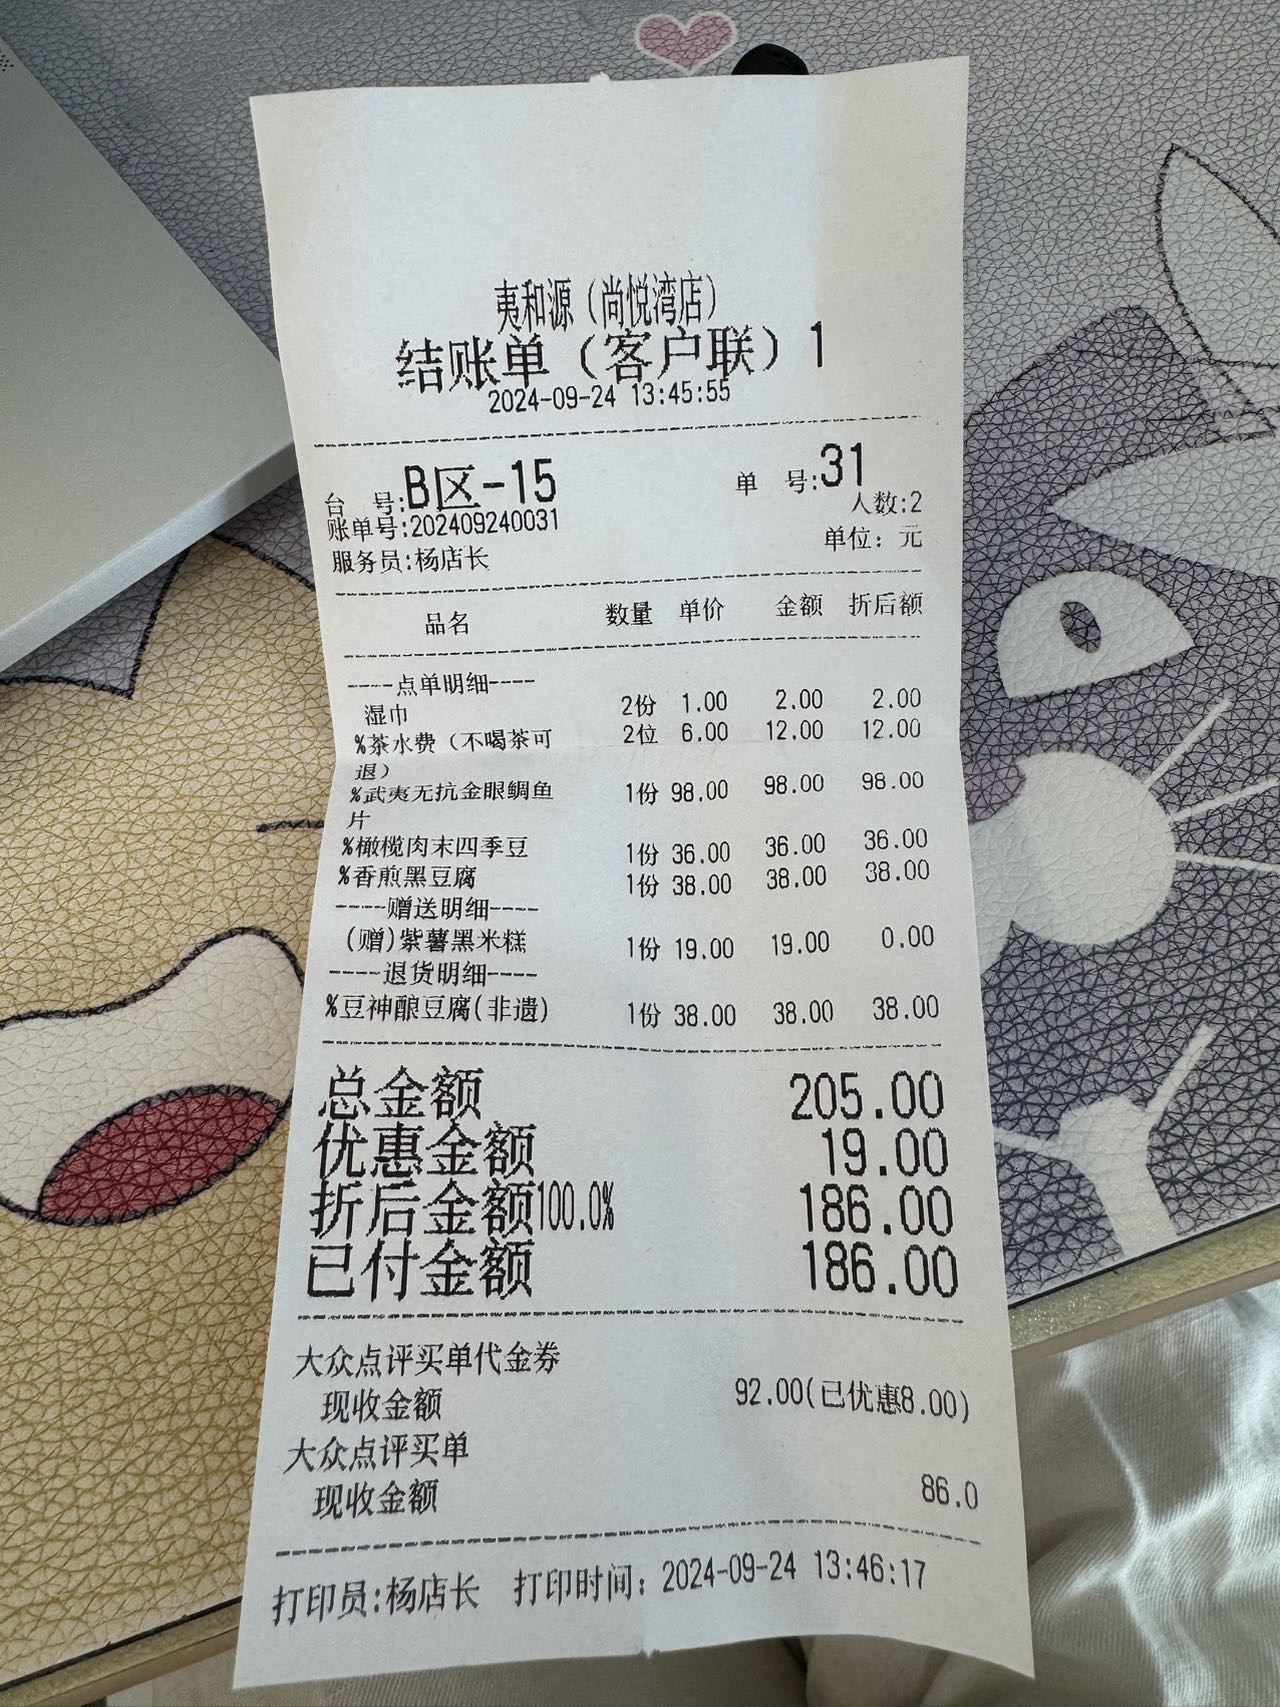 夷和源（尚悦湾店）
结账单（客户联）1
2024-09-24 13:45:55
台 号:B区-15 单 号:31
账单号:202409240031 人数:2
服务员:杨店长 单位：元
品名 数量 单价 金额 折后额
----点单明细----
湿巾 2份 1.00 2.00 2.00
%茶水费（不喝茶可 2位 6.00 12.00 12.00
退）
%武夷无抗金眼鲷鱼 1份 98.00 98.00 98.00
片
%橄榄肉末四季豆 1份 36.00 36.00 36.00
%香煎黑豆腐 1份 38.00 38.00 38.00
----赠送明细----
(赠)紫薯黑米糕 1份 19.00 19.00 0.00
----退货明细----
%豆神酿豆腐(非遗) 1份 38.00 38.00 38.00
总金额 205.00
优惠金额 19.00
折后金额100.0% 186.00
已付金额 186.00
大众点评买单代金券
现收金额 92.00(已优惠8.00)
大众点评买单
现收金额 86.0
打印员:杨店长 打印时间：2024-09-24 13:46:17